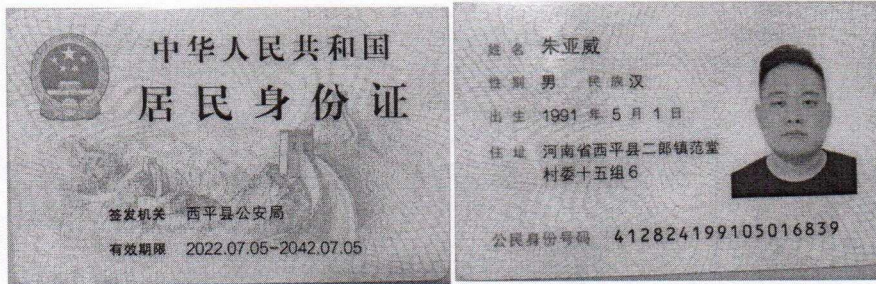 中华人民共和国
居民身份证
签发机关 西平县公安局
有效期限 2022.07.05-2042.07.05
姓名 朱亚威
性别 男 民族 汉
出生 1991 年 5 月 1 日
住址 河南省西平县二郎镇范堂
村委十五组6
公民身份号码 412824199105016839